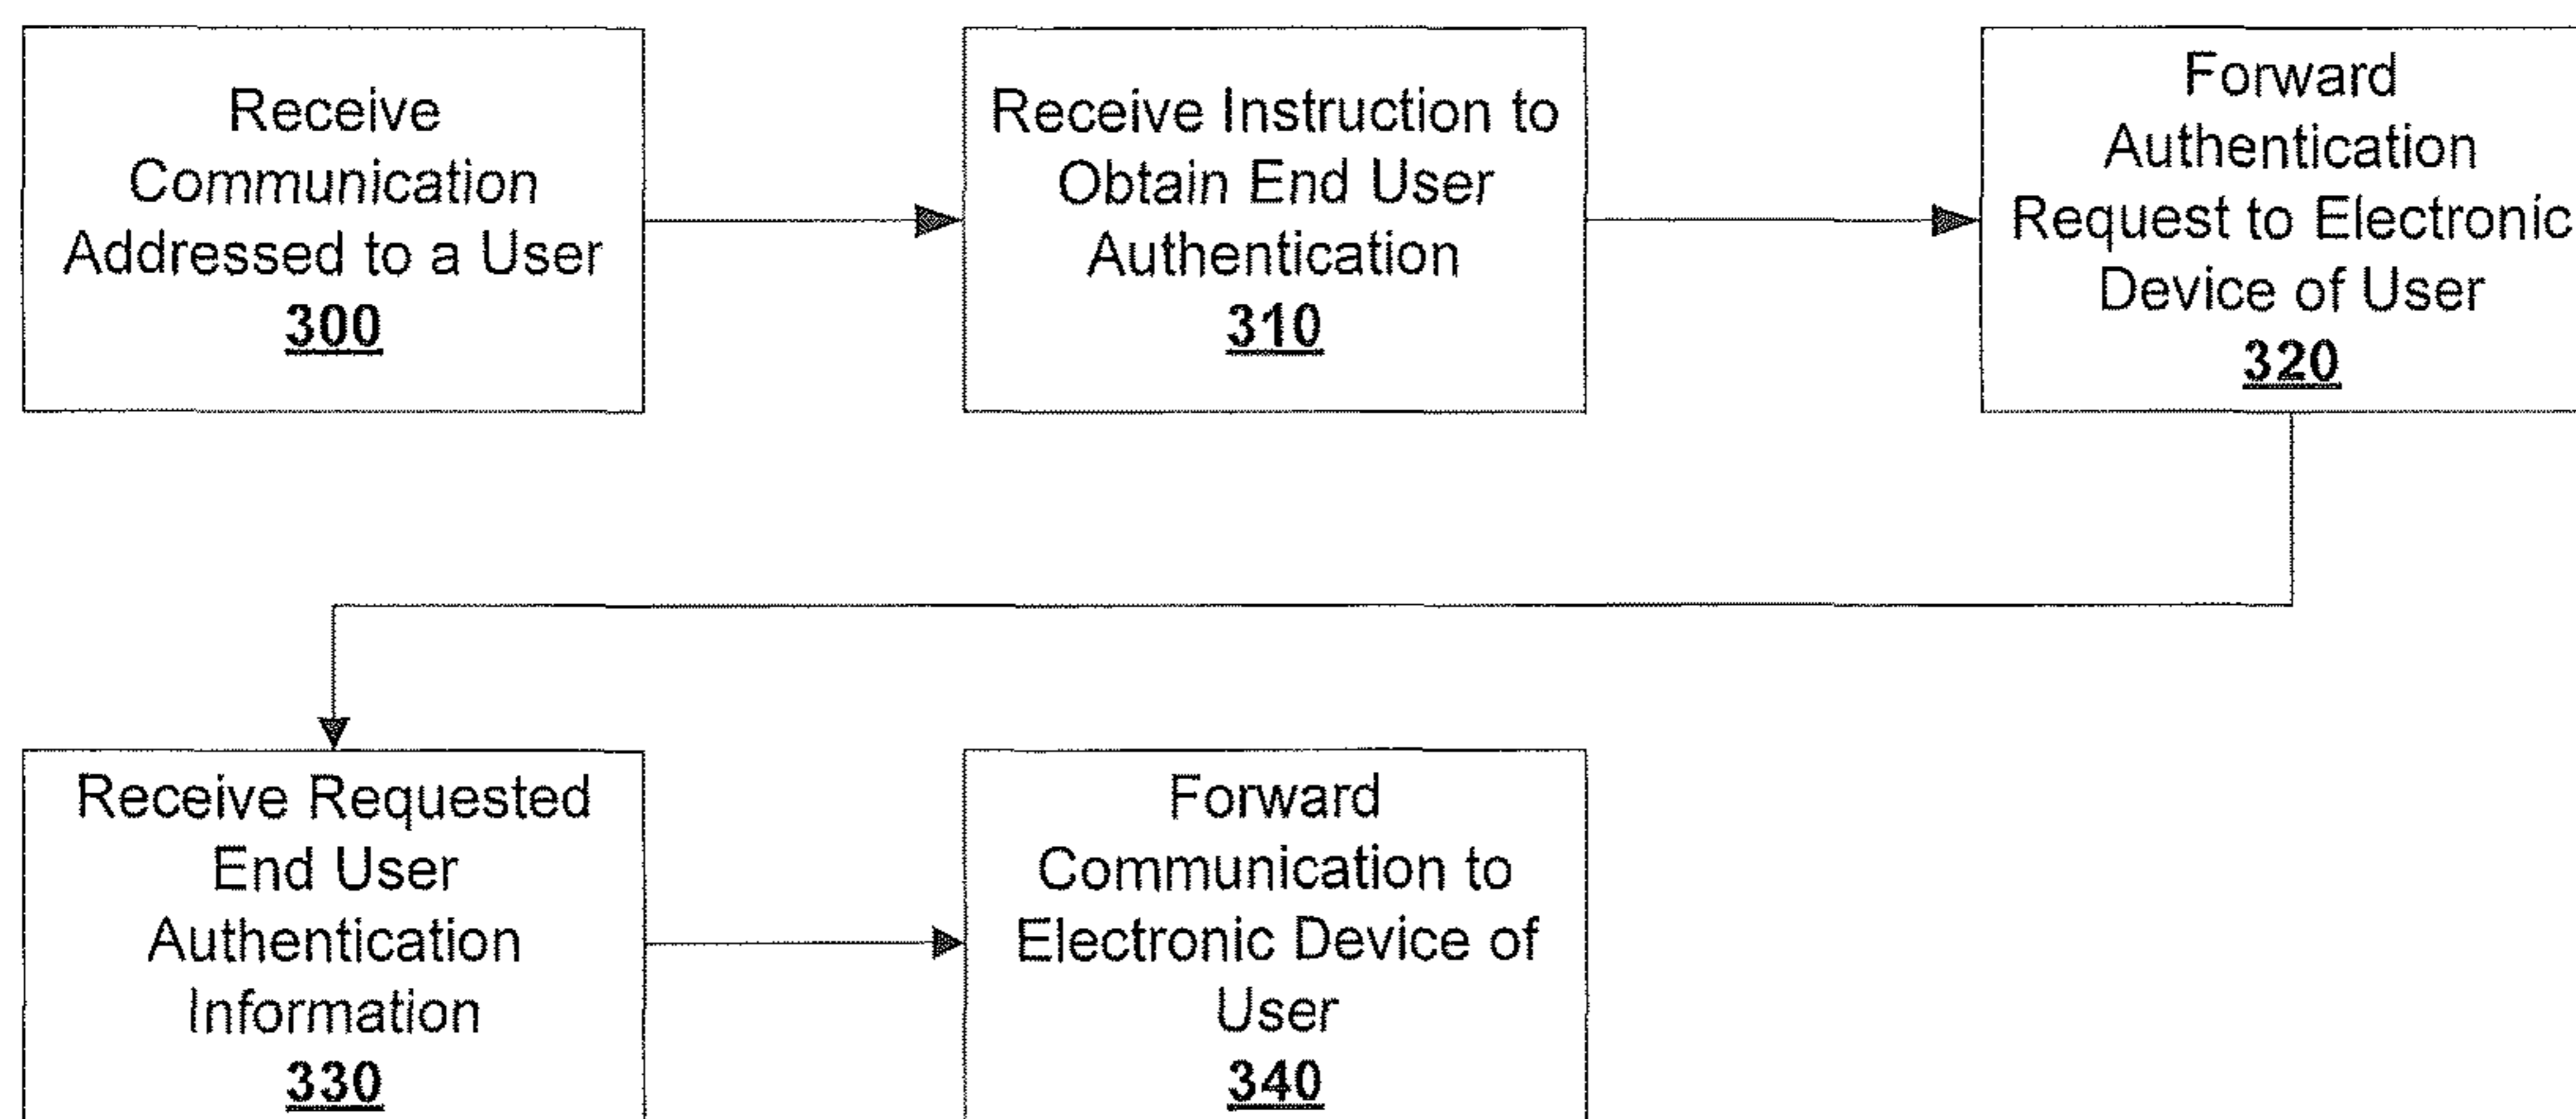 Receive
Communication
Addressed to a User
300
Receive Instruction to
Obtain End User
Authentication
310
Forward
Authentication
Request to Electronic
Device of User
320
Receive Requested
End User
Authentication
Information
330
Forward
Communication to
Electronic Device of
User
340